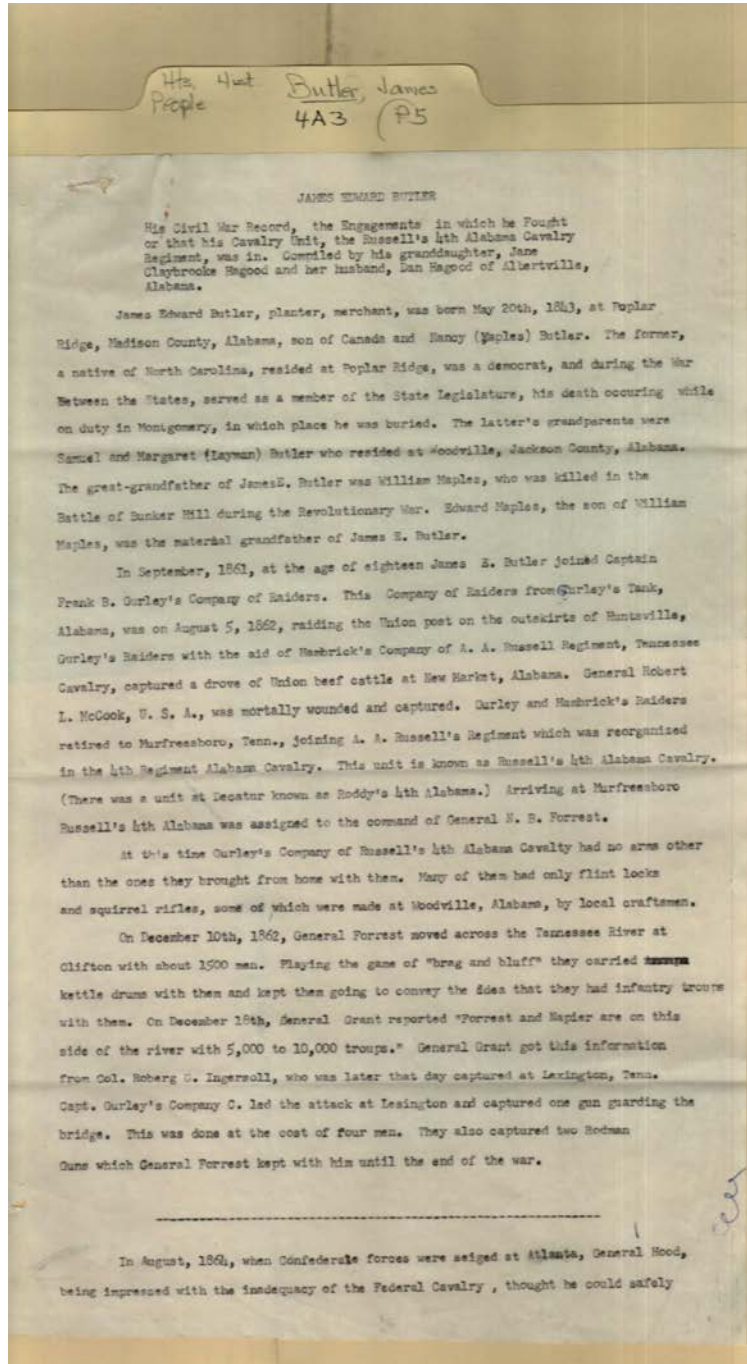 Hts Hist Butler, James
People 4A3 (P5
JAMES EDWARD BUTLER
His Civil War Record, the Engagements in which he Fought
or that his Cavalry Unit, the Russell's 4th Alabama Cavalry
Regiment, was in. Compiled by his granddaughter, Jane
Claybrooke Hagood and her husband, Dan Hagood of Albertville,
Alabama.
James Edward Butler, planter, merchant, was born May 20th, 1843, at Poplar
Ridge, Madison County, Alabama, son of Canada and Nancy (Maples) Butler. The former,
a native of North Carolina, resided at Poplar Ridge, was a democrat, and during the War
Between the States, served as a member of the State Legislature, his death occuring while
on duty in Montgomery, in which place he was buried. The latter's grandparents were
Samuel and Margaret (Layman) Butler who resided at Woodville, Jackson County, Alabama.
The great-grandfather of JamesE. Butler was William Maples, who was killed in the
Battle of Bunker Hill during the Revolutionary War. Edward Maples, the son of William
Maples, was the maternal grandfather of James E. Butler.
In September, 1861, at the age of eighteen James E. Butler joined Captain
Frank B. Gurley's Company of Raiders. This Company of Raiders from Gurley's Tank,
Alabama, was on August 5, 1862, raiding the Union post on the outskirts of Huntsville,
Gurley's Raiders with the aid of Hambrick's Company of A. A. Russell Regiment, Tennessee
Cavalry, captured a drove of Union beef cattle at New Market, Alabama. General Robert
L. McCook, U. S. A., was mortally wounded and captured. Gurley and Hambrick's Raiders
retired to Murfreesboro, Tenn., joining A. A. Russell's Regiment which was reorganized
in the 4th Regiment Alabama Cavalry. This unit is known as Russell's 4th Alabama Cavalry.
(There was a unit at Decatur known as Roddy's 4th Alabama.) Arriving at Murfreesboro
Russell's 4th Alabama was assigned to the command of General N. B. Forrest.
At this time Gurley's Company of Russell's 4th Alabama Cavalty had no arms other
than the ones they brought from home with them. Many of them had only flint locks
and squirrel rifles, some of which were made at Woodville, Alabama, by local craftsmen.
On December 10th, 1862, General Forrest moved across the Tennessee River at
Clifton with about 1500 men. Playing the game of "brag and bluff" they carried
kettle drums with them and kept them going to convey the idea that they had infantry troups
with them. On December 18th, General Grant reported "Forrest and Napier are on this
side of the river with 5,000 to 10,000 troups." General Grant got this information
from Col. Roberg G. Ingersoll, who was later that day captured at Lexington, Tenn.
Capt. Gurley's Company C. led the attack at Lesington and captured one gun guarding the
bridge. This was done at the cost of four men. They also captured two Rodman
Guns which General Forrest kept with him until the end of the war.
In August, 1864, when Confederate forces were seiged at Atlanta, General Hood,
being impressed with the inadequacy of the Federal Cavalry , thought he could safely